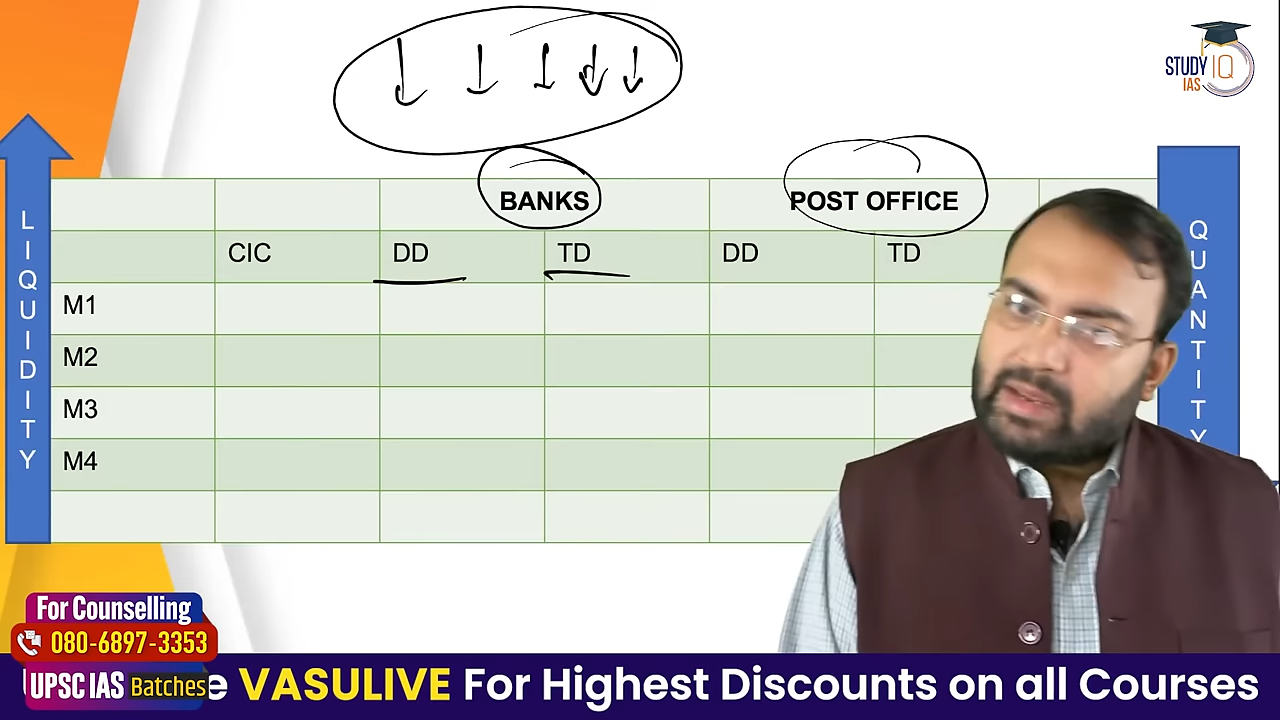 STUDY IQ
IAS
LIQUIDITY
QUANTITY
BANKS POST OFFICE
CIC DD TD DD TD
M1
M2
M3
M4
For Counselling
080-6897-3353
UPSC IAS Batches
e VASULIVE For Highest Discounts on all Courses